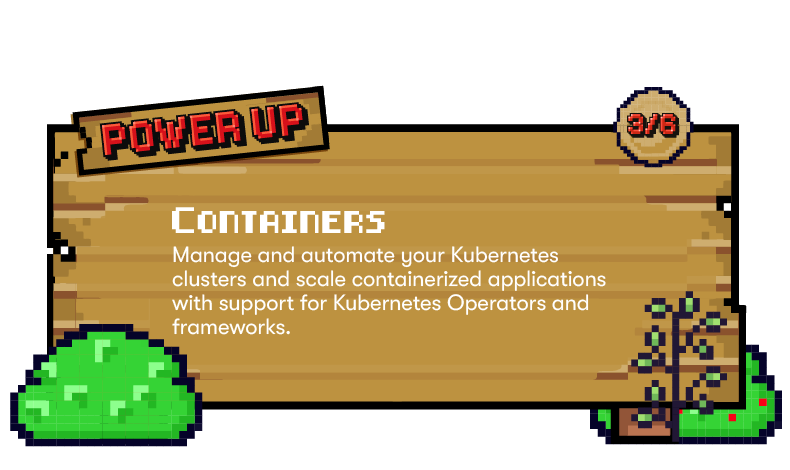 POWER UP
3/6
CONTAINERS
Manage and automate your Kubernetes
clusters and scale containerized applications
with support for Kubernetes Operators and
frameworks.